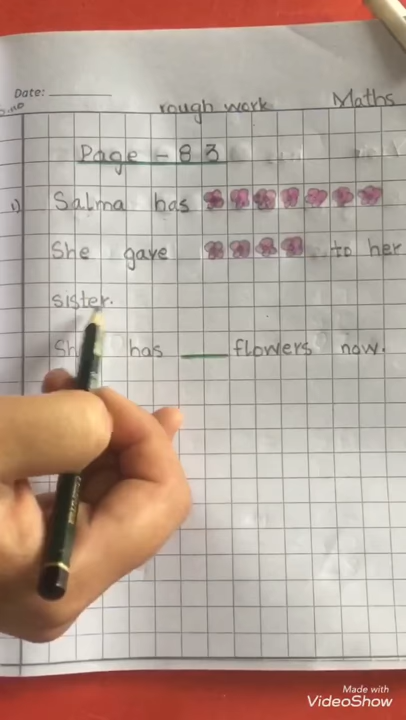 Date:
rough work Maths
Page - 83
1) Salma has
She gave to her
sister.
has flowers now.
Made with
VideoShow